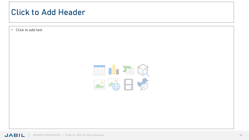 Click to Add Header
• Click to add text
JABIL